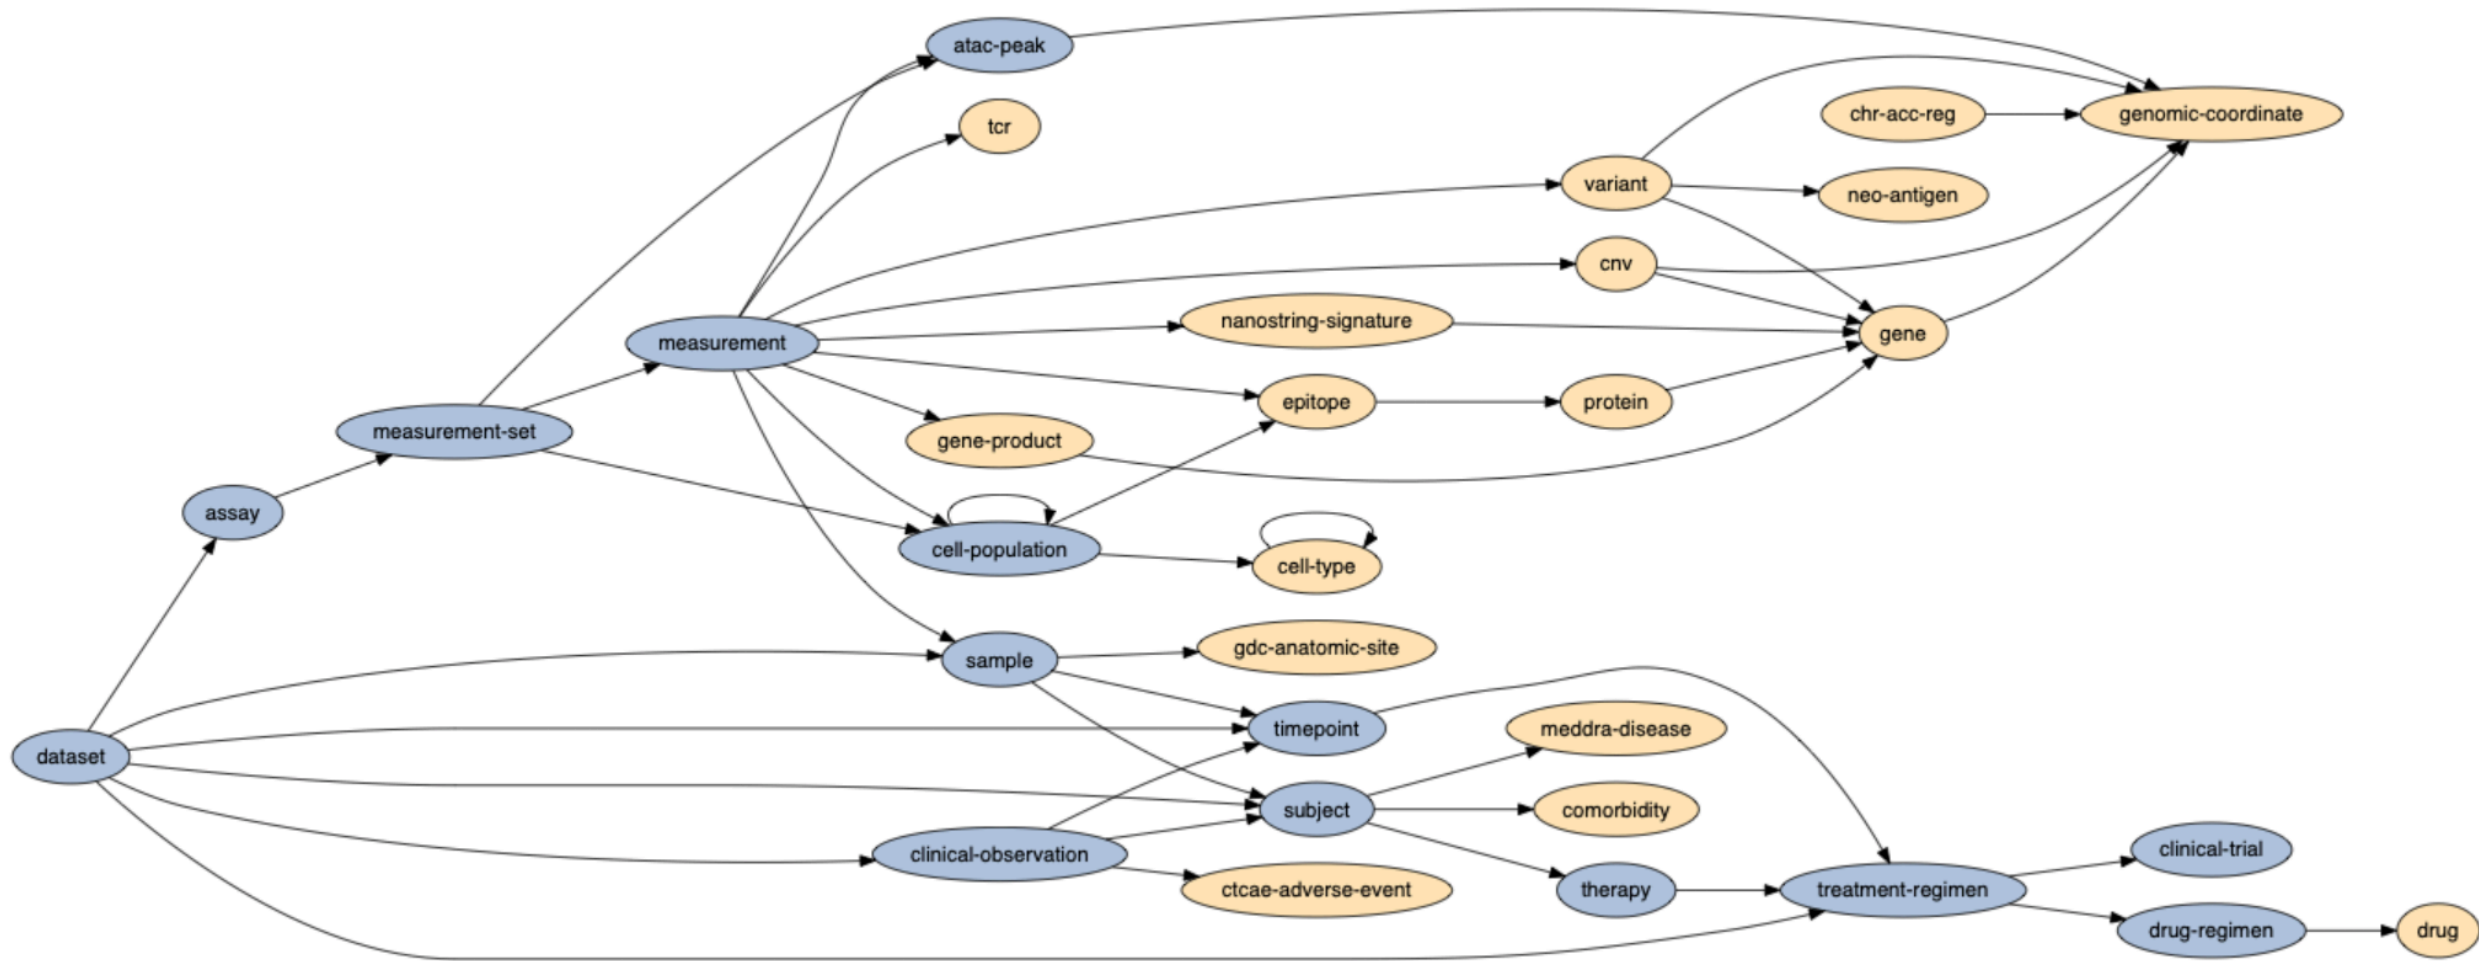 atac-peak
tcr
chr-acc-reg
genomic-coordinate
variant
neo-antigen
cnv
nanostring-signature
gene
measurement
epitope
protein
measurement-set
gene-product
assay
cell-population
cell-type
sample
gdc-anatomic-site
timepoint
meddra-disease
dataset
subject
comorbidity
clinical-observation
clinical-trial
ctcae-adverse-event
therapy
treatment-regimen
drug-regimen
drug